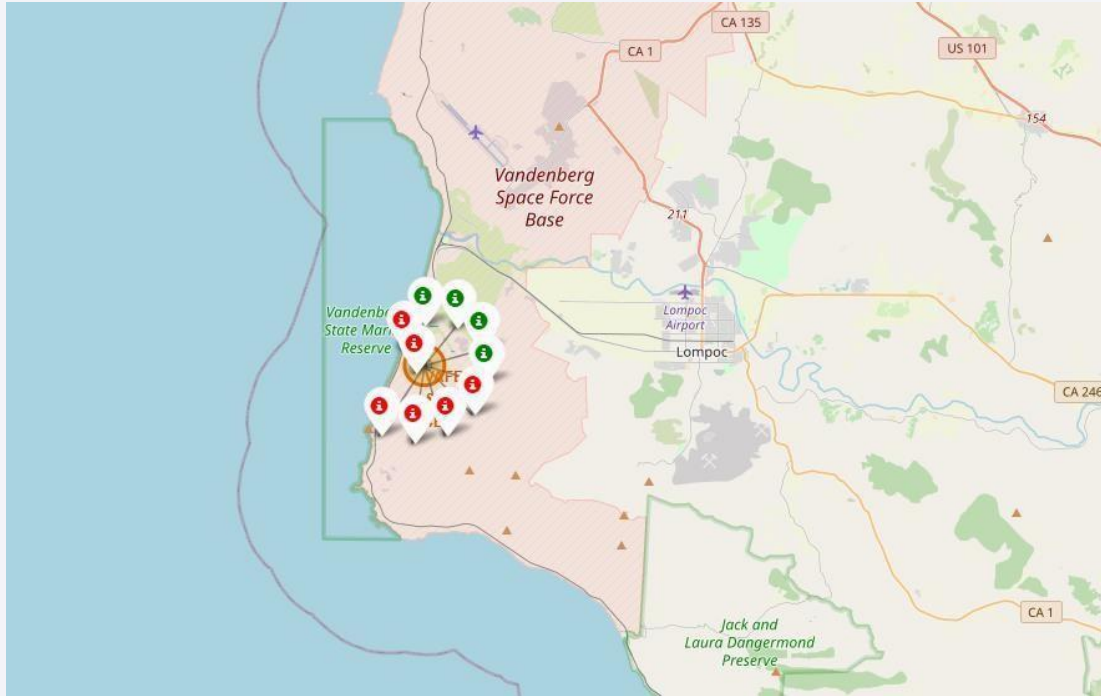 CA 135
CA 1
US 101
154
Vandenberg
Space Force
Base
211
Vandenbe
State Mari
Reserve
Lompoc
Airport
Lompoc
CA 246
CA 1
Jack and
Laura Dangermond
Preserve